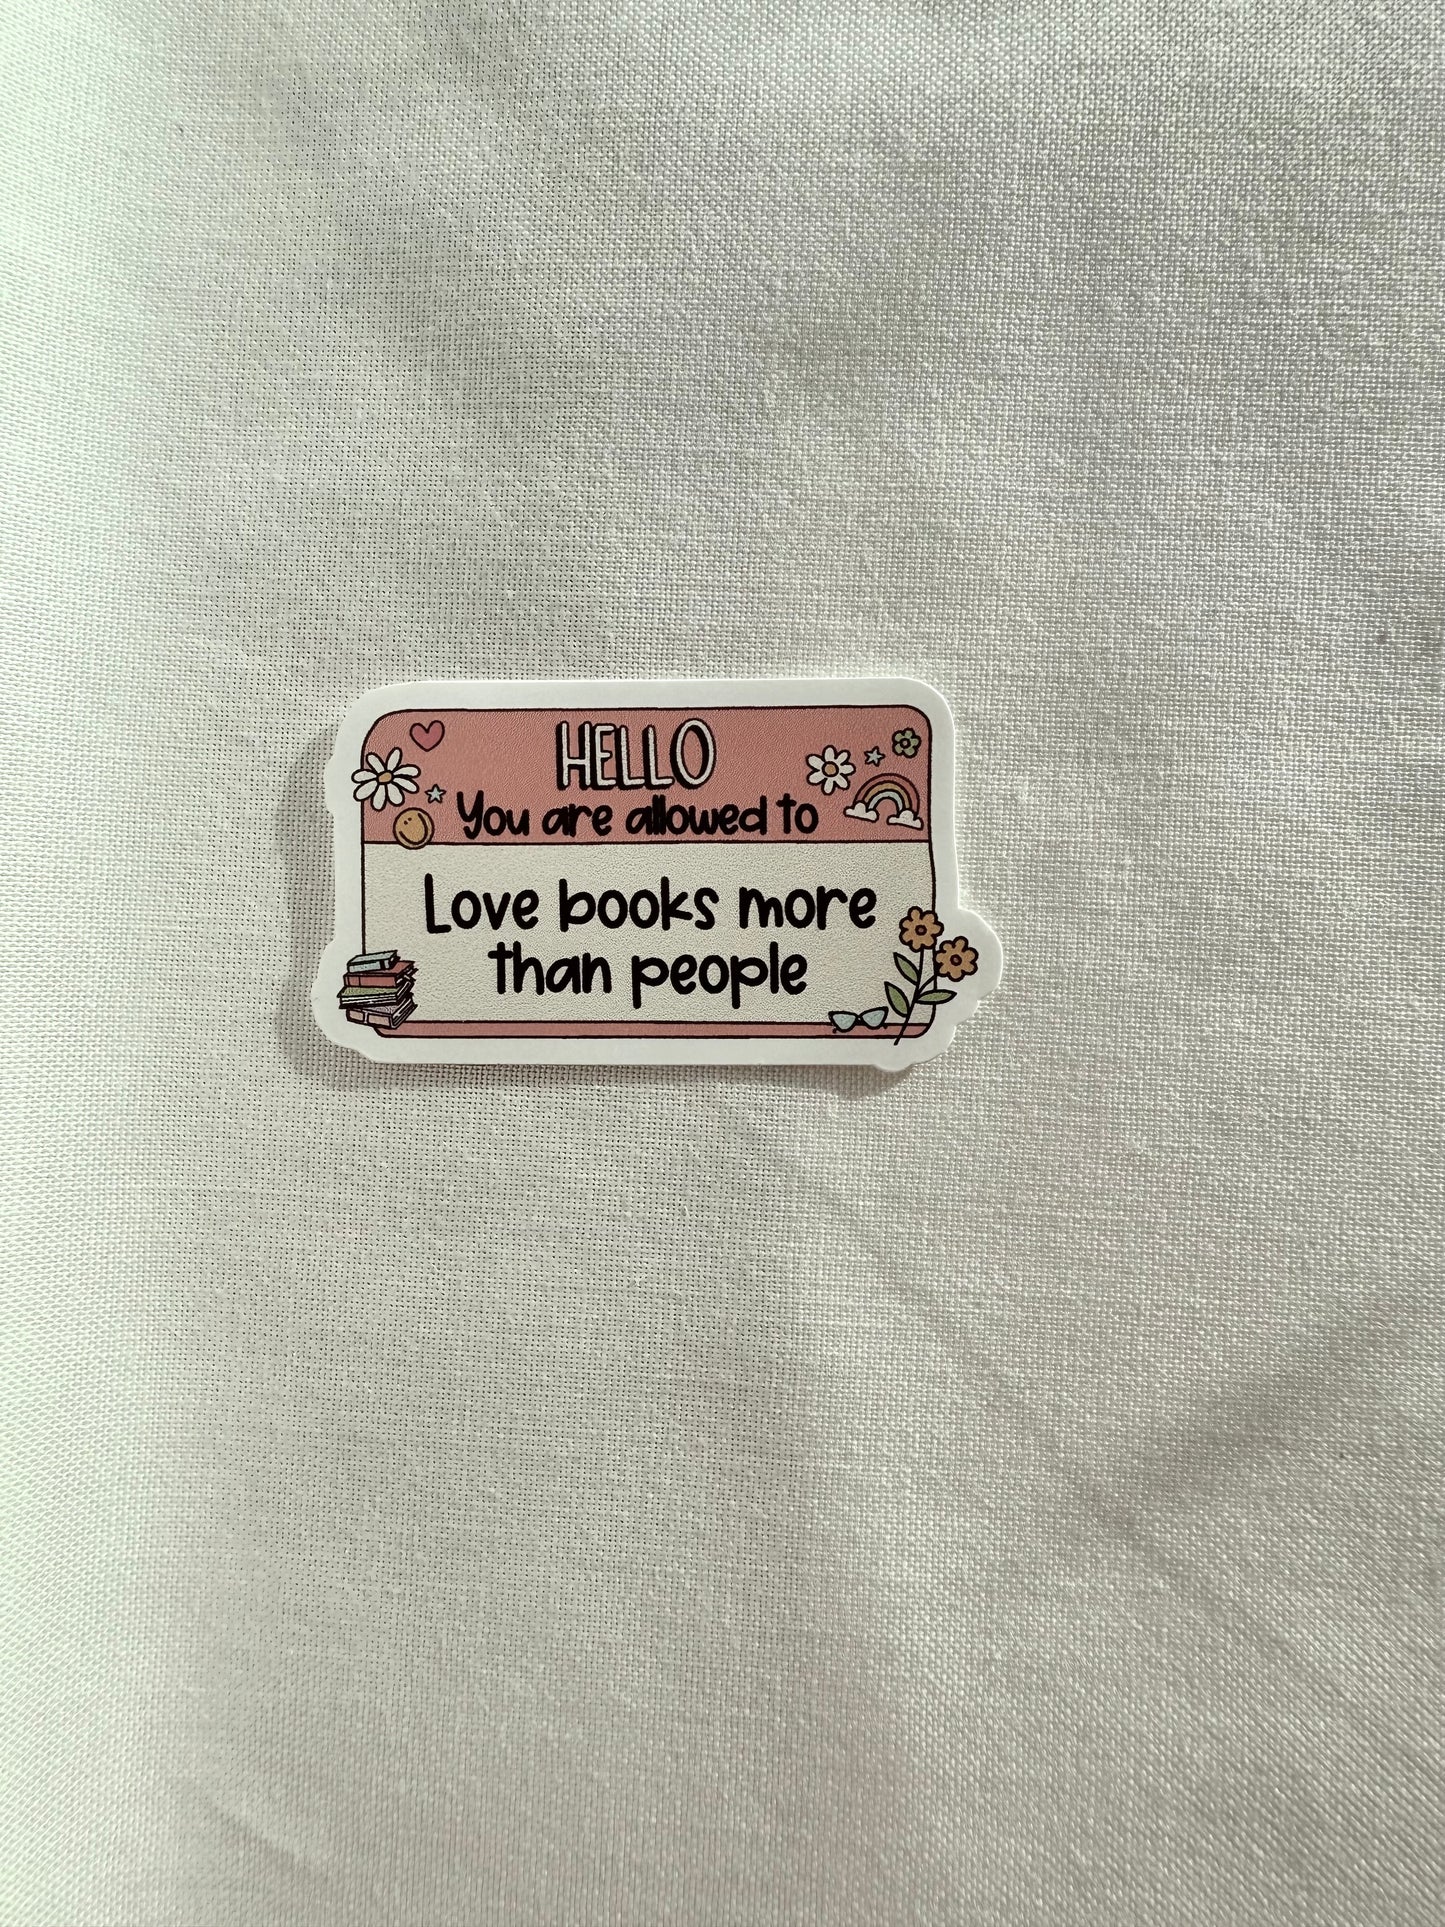 HELLO
You are allowed to
Love books more
than people